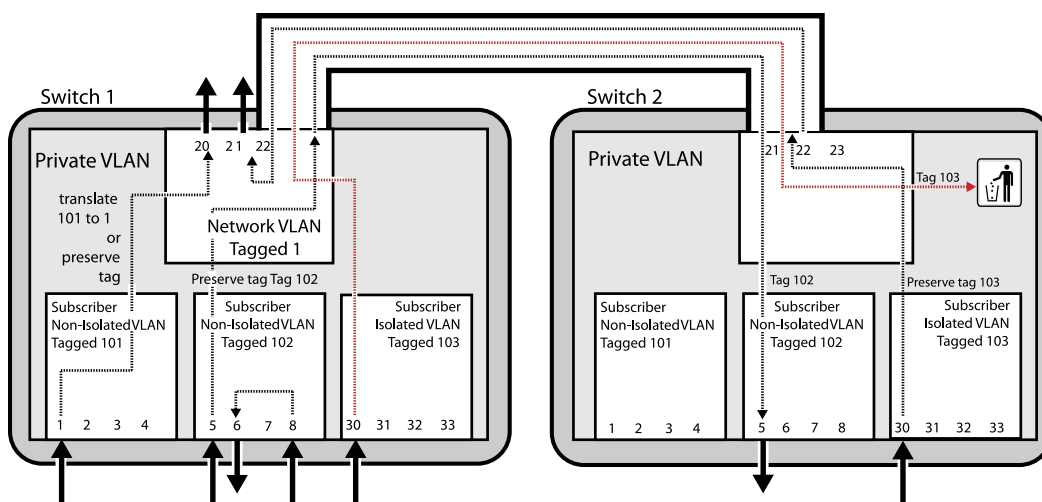 Switch 1
Private VLAN
20 21 22
translate
101 to 1
or
preserve
tag
Network VLAN
Tagged 1
Preserve tag Tag 102
Subscriber
Non-IsolatedVLAN
Tagged 101
1 2 3 4
Subscriber
Non-IsolatedVLAN
Tagged 102
5 6 7 8
Subscriber
Isolated VLAN
Tagged 103
30 31 32 33
Switch 2
Private VLAN
21 22 23
Tag 103
Tag 102
Preserve tag 103
Subscriber
Non-IsolatedVLAN
Tagged 101
1 2 3 4
Subscriber
Non-IsolatedVLAN
Tagged 102
5 6 7 8
Subscriber
Isolated VLAN
Tagged 103
30 31 32 33